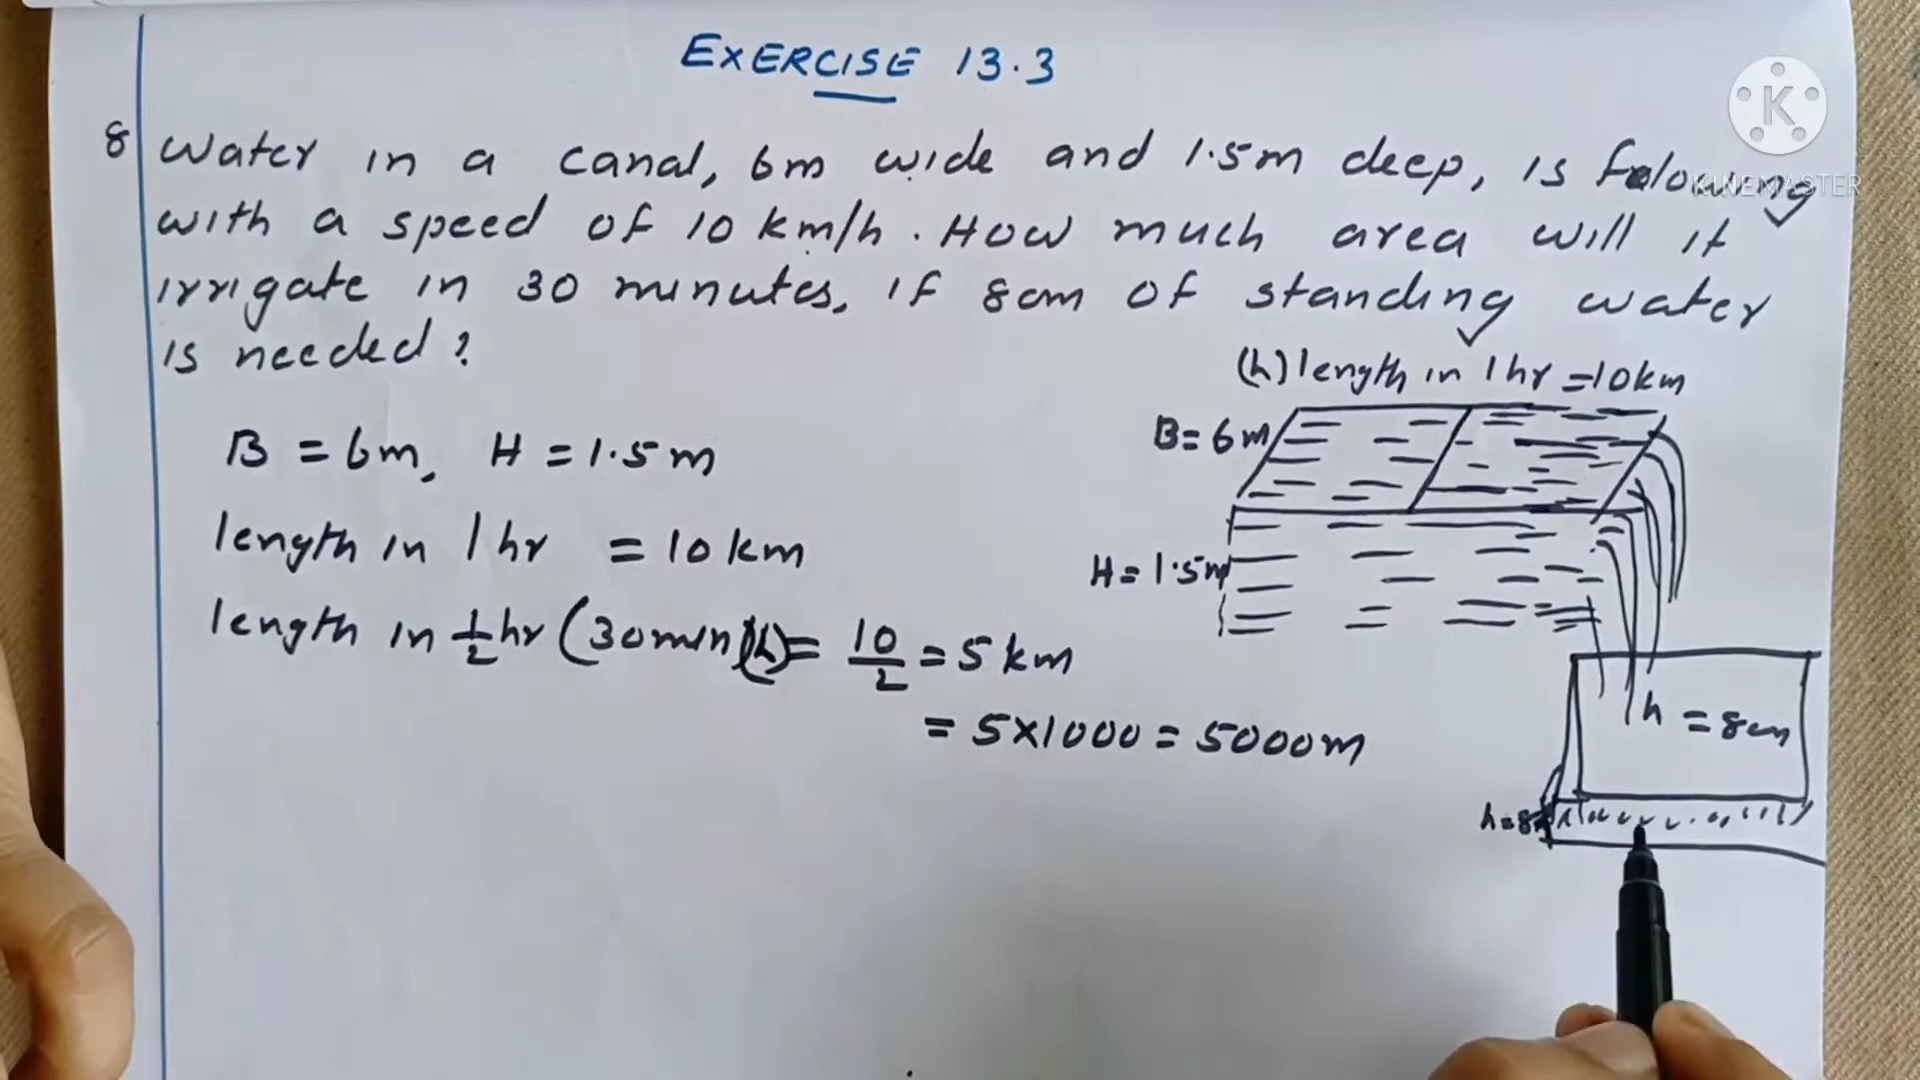 EXERCISE 13.3
8 Water in a canal, 6m wide and 1.5m deep, is folowing
with a speed of 10 km/h. How much area will it
irrigate in 30 minutes, if 8cm of standing water
is needed?
(h) length in 1hr = 10km
B = 6m
B = 6m, H = 1.5m
length in 1hr = 10km
H = 1.5m
length in 1/2 hr (30min) (h) = 10/2 = 5 km
= 5×1000 = 5000m
h = 8cm
K
KINEMASTER